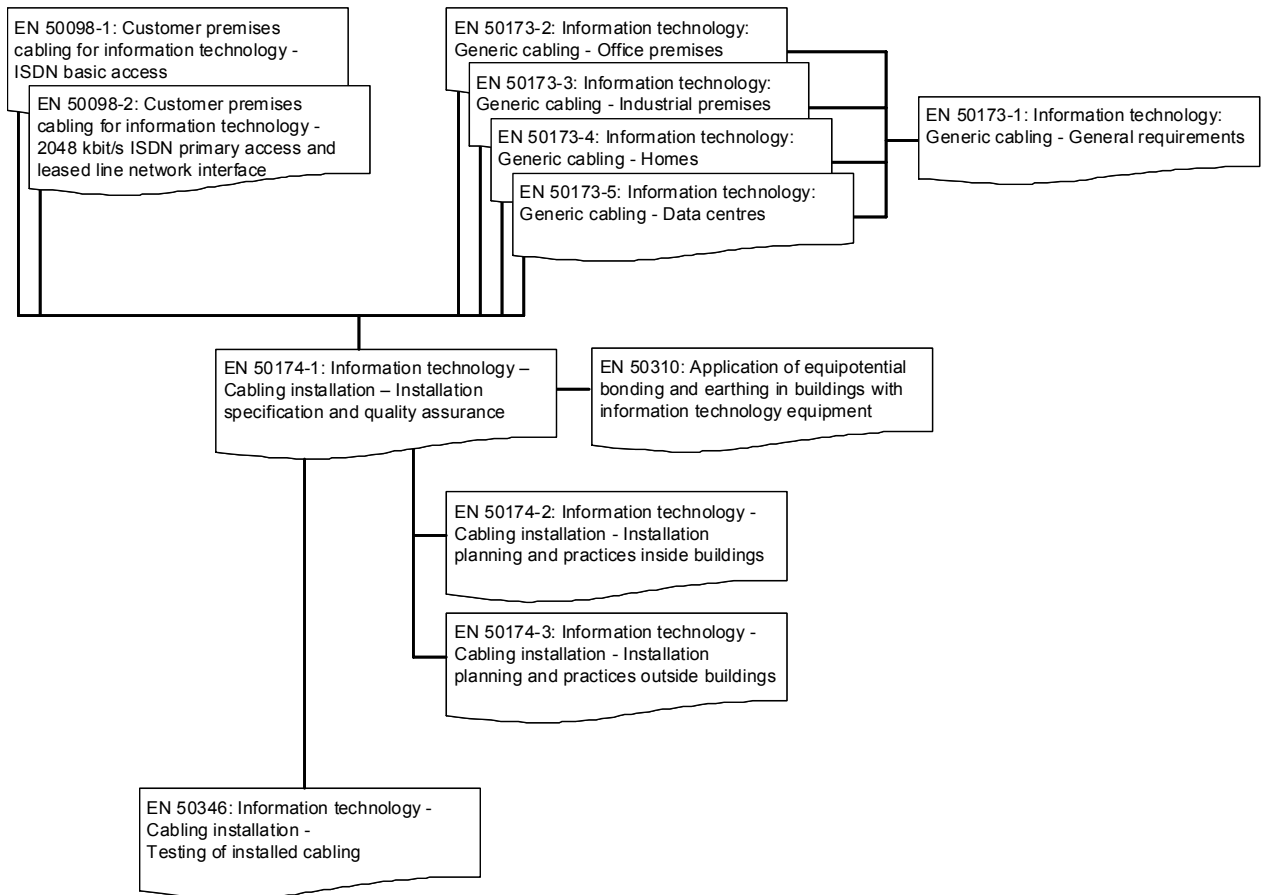 EN 50098-1: Customer premises
cabling for information technology -
ISDN basic access
EN 50098-2: Customer premises
cabling for information technology -
2048 kbit/s ISDN primary access and
leased line network interface
EN 50173-2: Information technology:
Generic cabling - Office premises
EN 50173-3: Information technology:
Generic cabling - Industrial premises
EN 50173-4: Information technology:
Generic cabling - Homes
EN 50173-5: Information technology:
Generic cabling - Data centres
EN 50173-1: Information technology:
Generic cabling - General requirements
EN 50174-1: Information technology –
Cabling installation – Installation
specification and quality assurance
EN 50310: Application of equipotential
bonding and earthing in buildings with
information technology equipment
EN 50174-2: Information technology -
Cabling installation - Installation
planning and practices inside buildings
EN 50174-3: Information technology -
Cabling installation - Installation
planning and practices outside buildings
EN 50346: Information technology -
Cabling installation -
Testing of installed cabling